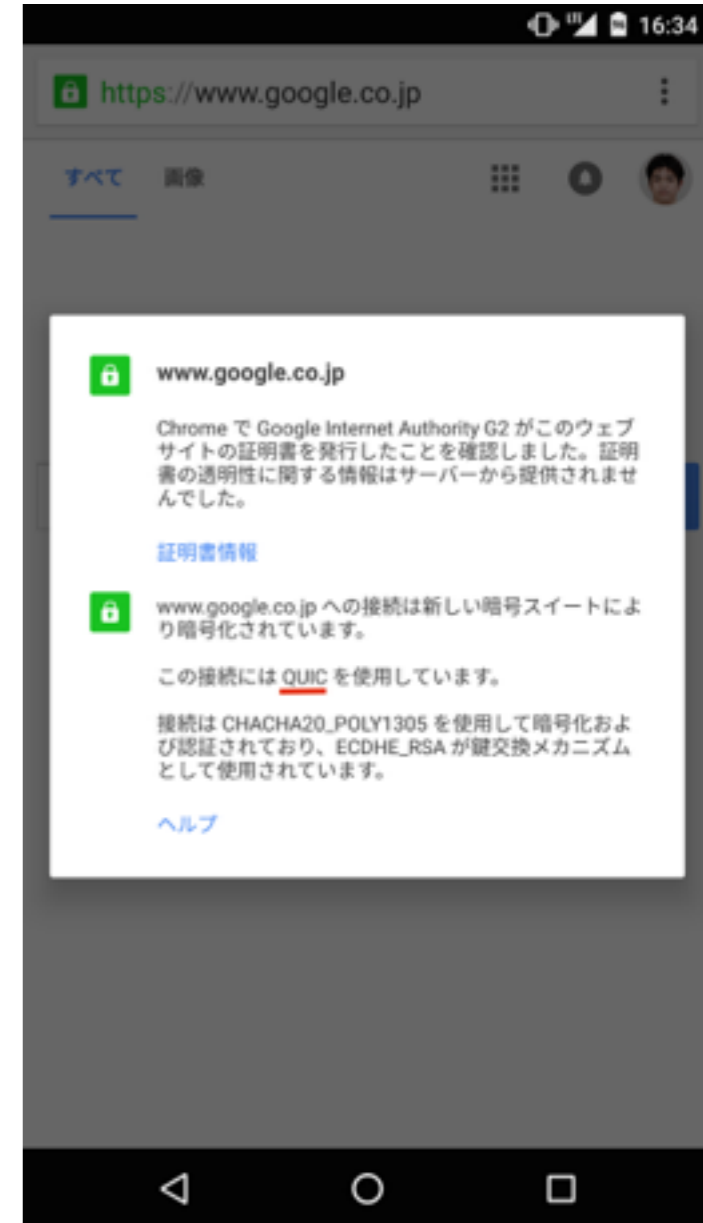 16:34
https://www.google.co.jp
すべて 画像
www.google.co.jp
Chrome で Google Internet Authority G2 がこのウェブ
サイトの証明書を発行したことを確認しました。証明
書の透明性に関する情報はサーバーから提供されませ
んでした。
証明書情報
www.google.co.jp への接続は新しい暗号スイートによ
り暗号化されています。
この接続には QUIC を使用しています。
接続は CHACHA20_POLY1305 を使用して暗号化およ
び認証されており、ECDHE_RSA が鍵交換メカニズム
として使用されています。
ヘルプ